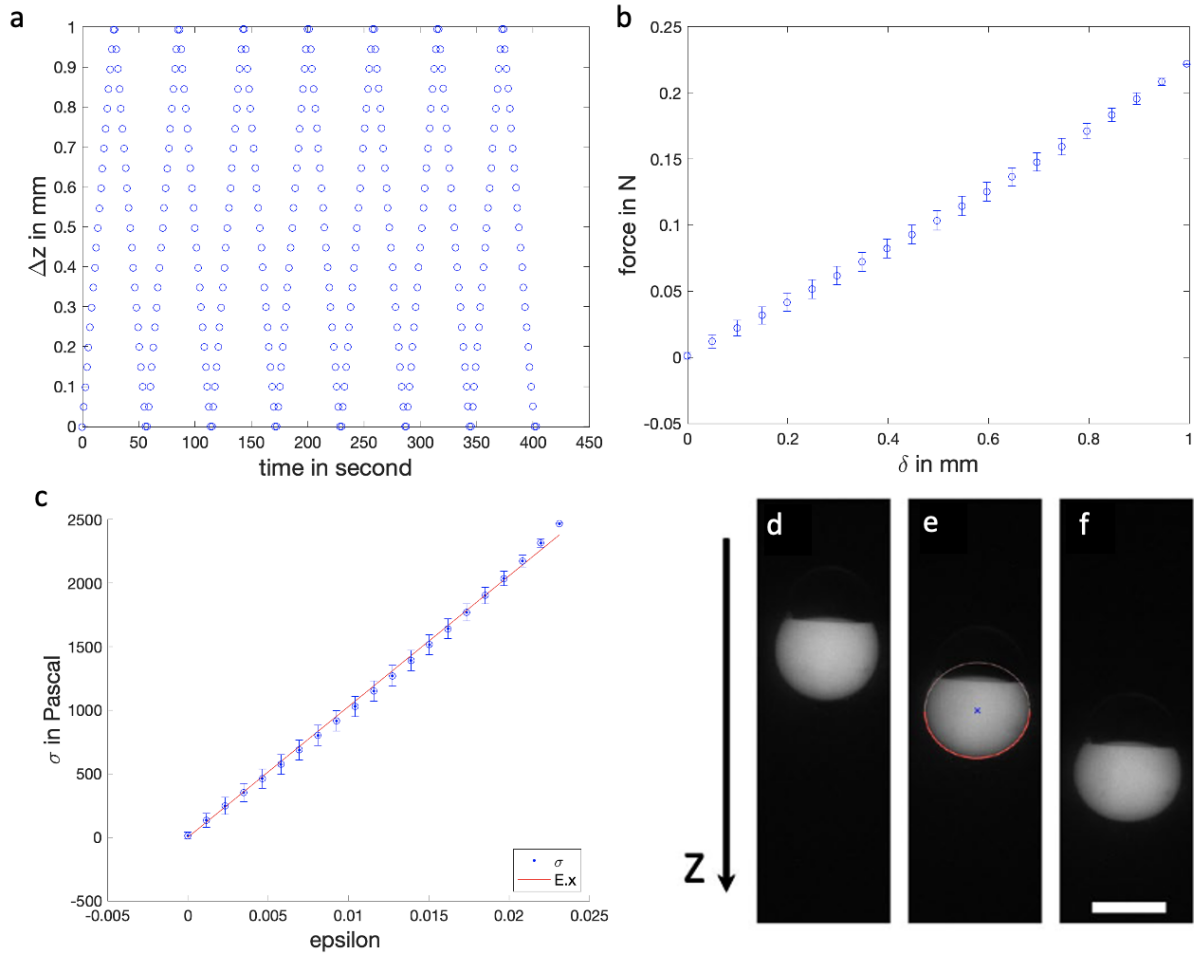 a
1
0.9
0.8
0.7
0.6
0.5
0.4
0.3
0.2
0.1
0
Δz in mm
0 50 100 150 200 250 300 350 400 450
time in second
b
0.25
0.2
0.15
0.1
0.05
0
-0.05
force in N
0 0.2 0.4 0.6 0.8 1
δ in mm
c
2500
2000
1500
1000
500
0
-500
σ in Pascal
-0.005 0 0.005 0.01 0.015 0.02 0.025
epsilon
σ
E.x
d e f
Z